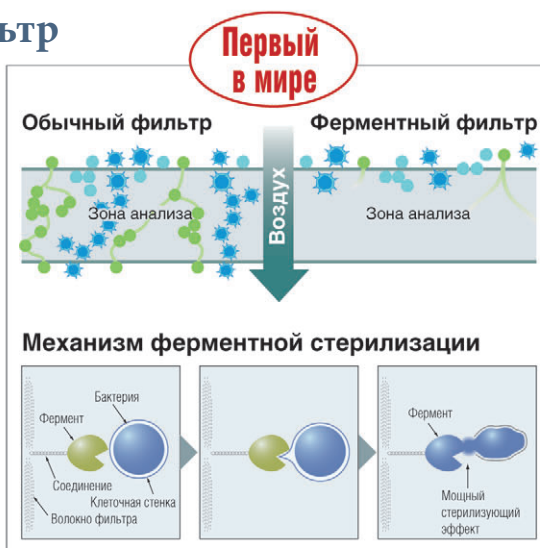 ьтр
Первый
в мире
Обычный фильтр
Ферментный фильтр
Зона анализа
Воздух
Зона анализа
Механизм ферментной стерилизации
Бактерия
Фермент
Соединение
Клеточная стенка
Волокно фильтра
Фермент
Мощный
стерилизующий
эффект